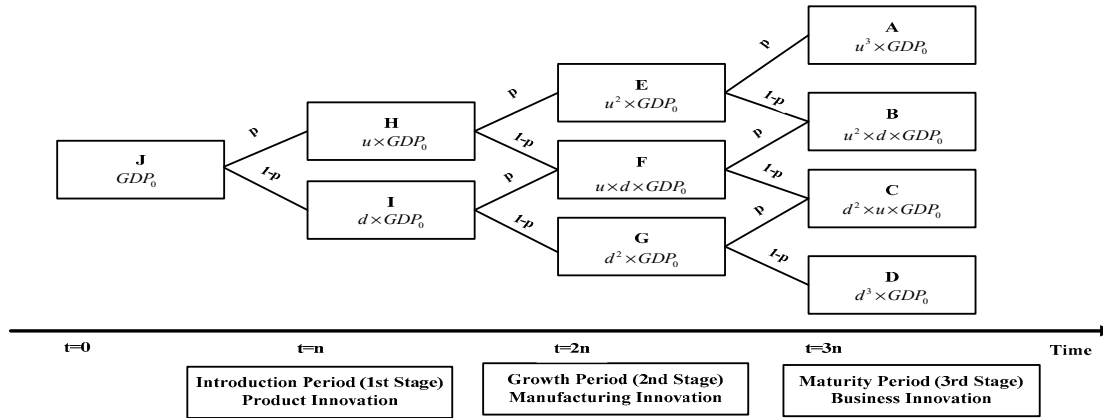 A
u³ × GDP₀
p
E
u² × GDP₀
p
1-p
H
u × GDP₀
B
u² × d × GDP₀
p
1-p
p
J
GDP₀
F
u × d × GDP₀
1-p
p
1-p
C
d² × u × GDP₀
I
d × GDP₀
p
1-p
G
d² × GDP₀
1-p
D
d³ × GDP₀
t=0
t=n
t=2n
t=3n
Time
Introduction Period (1st Stage)
Product Innovation
Growth Period (2nd Stage)
Manufacturing Innovation
Maturity Period (3rd Stage)
Business Innovation